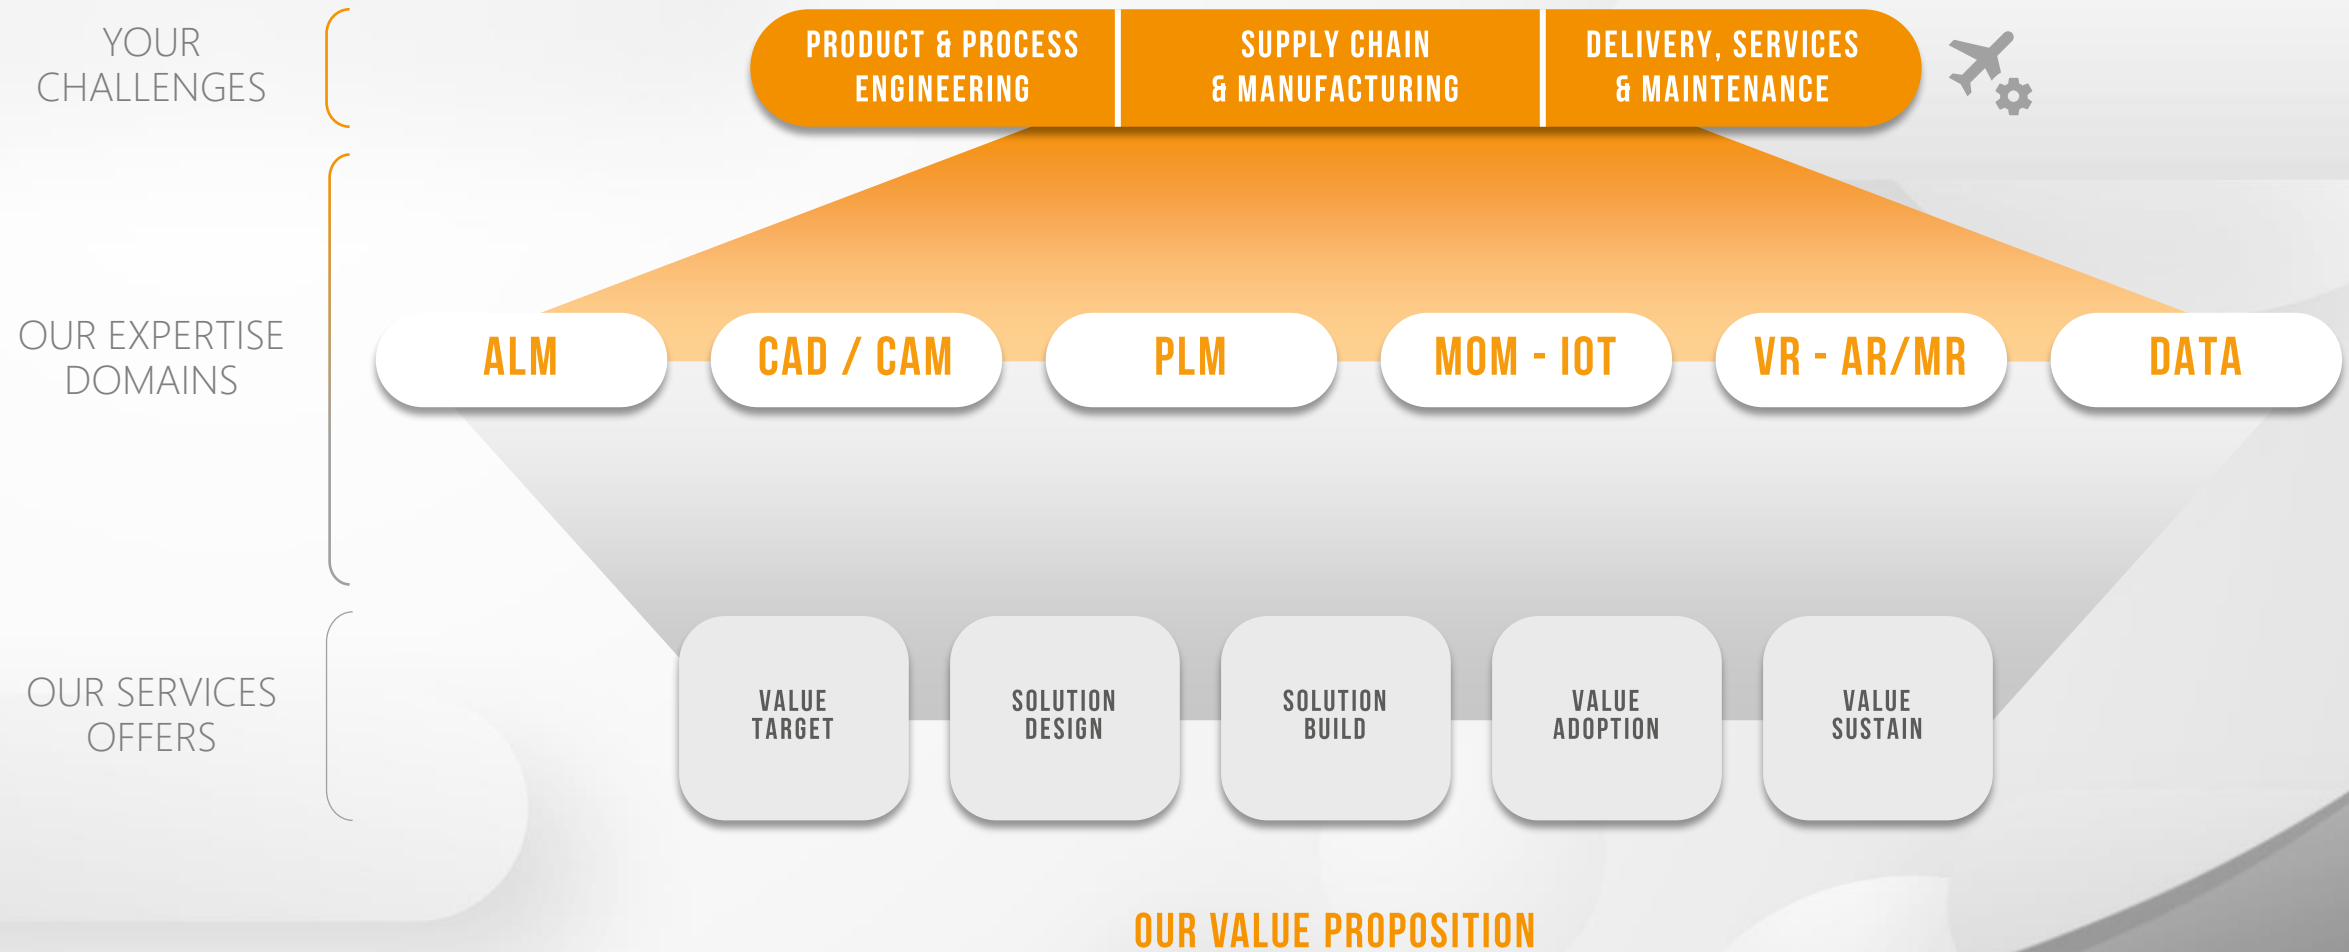 YOUR
CHALLENGES
PRODUCT & PROCESS
ENGINEERING
SUPPLY CHAIN
& MANUFACTURING
DELIVERY, SERVICES
& MAINTENANCE
OUR EXPERTISE
DOMAINS
ALM
CAD / CAM
PLM
MOM - IOT
VR - AR/MR
DATA
OUR SERVICES
OFFERS
VALUE
TARGET
SOLUTION
DESIGN
SOLUTION
BUILD
VALUE
ADOPTION
VALUE
SUSTAIN
OUR VALUE PROPOSITION